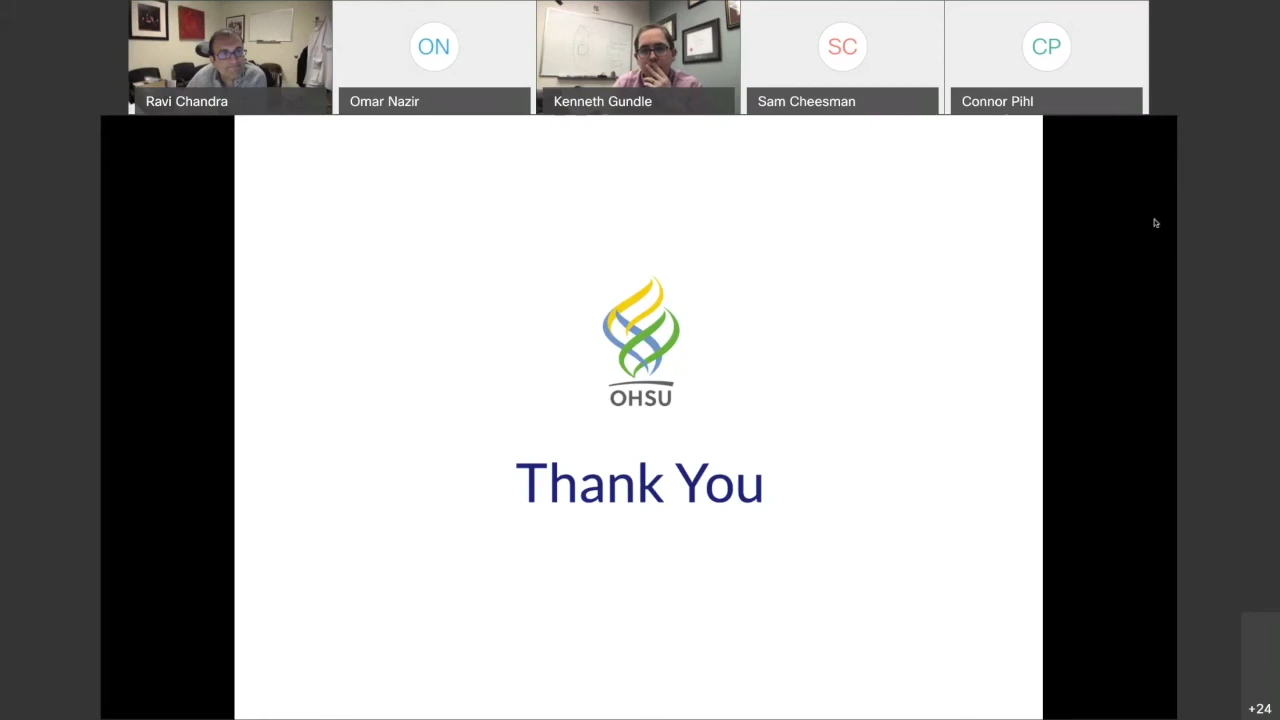 ON
SC
CP
Ravi Chandra
Omar Nazir
Kenneth Gundle
Sam Cheesman
Connor Pihl
OHSU
Thank You
+24